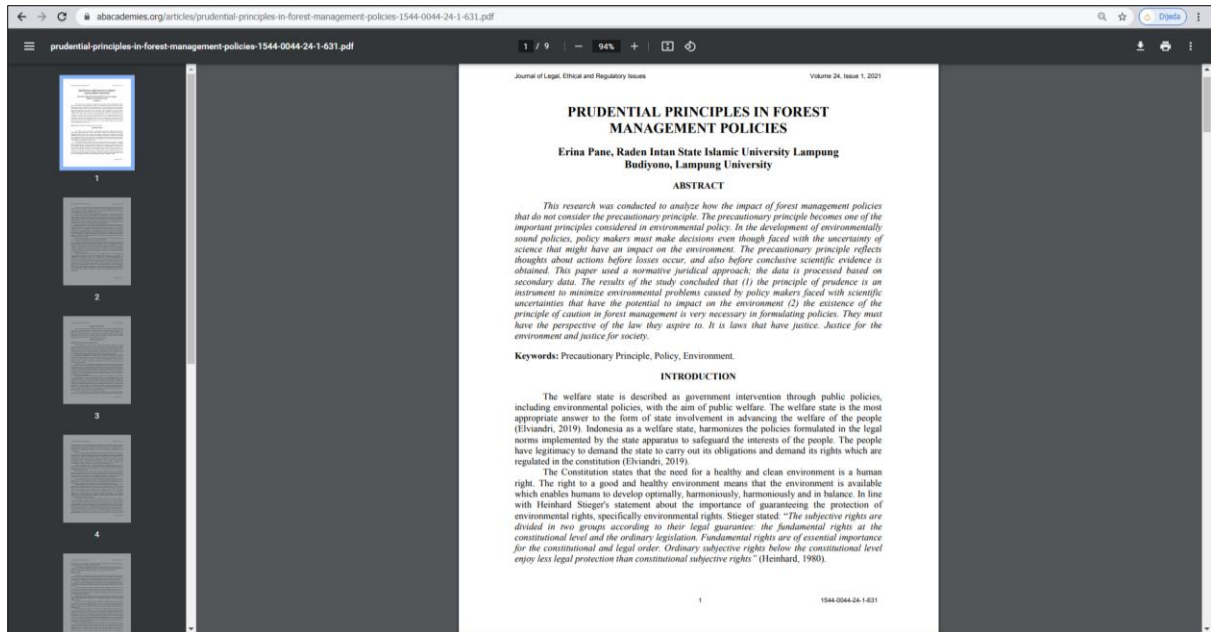 abacademies.org/articles/prudential-principles-in-forest-management-policies-1544-0044-24-1-631.pdf
Dijeda
prudential-principles-in-forest-management-policies-1544-0044-24-1-631.pdf
1 / 9
94%
1
2
3
4
Journal of Legal, Ethical and Regulatory Issues Volume 24, Issue 1, 2021
PRUDENTIAL PRINCIPLES IN FOREST
MANAGEMENT POLICIES
Erina Pane, Raden Intan State Islamic University Lampung
Budiyono, Lampung University
ABSTRACT
This research was conducted to analyze how the impact of forest management policies
that do not consider the precautionary principle. The precautionary principle becomes one of the
important principles considered in environmental policy. In the development of environmentally
sound policies, policy makers must make decisions even though faced with the uncertainty of
science that might have an impact on the environment. The precautionary principle reflects
thoughts about actions before losses occur, and also before conclusive scientific evidence is
obtained. This paper used a normative juridical approach; the data is processed based on
secondary data. The results of the study concluded that (1) the principle of prudence is an
instrument to minimize environmental problems caused by policy makers faced with scientific
uncertainties that have the potential to impact on the environment (2) the existence of the
principle of caution in forest management is very necessary in formulating policies. They must
have the perspective of the law they aspire to. It is laws that have justice. Justice for the
environment and justice for society.
Keywords: Precautionary Principle, Policy, Environment.
INTRODUCTION
The welfare state is described as government intervention through public policies,
including environmental policies, with the aim of public welfare. The welfare state is the most
appropriate answer to the form of state involvement in advancing the welfare of the people
(Elviandri, 2019). Indonesia as a welfare state, harmonizes the policies formulated in the legal
norms implemented by the state apparatus to safeguard the interests of the people. The people
have legitimacy to demand the state to carry out its obligations and demand its rights which are
regulated in the constitution (Elviandri, 2019).
The Constitution states that the need for a healthy and clean environment is a human
right. The right to a good and healthy environment means that the environment is available
which enables humans to develop optimally, harmoniously, harmoniously and in balance. In line
with Heinhard Stieger's statement about the importance of guaranteeing the protection of
environmental rights, specifically environmental rights. Stieger stated: "The subjective rights are
divided in two groups according to their legal guarantee: the fundamental rights at the
constitutional level and the ordinary legislation. Fundamental rights are of essential importance
for the constitutional and legal order. Ordinary subjective rights below the constitutional level
enjoy less legal protection than constitutional subjective rights" (Heinhard, 1980).
1 1544-0044-24-1-631